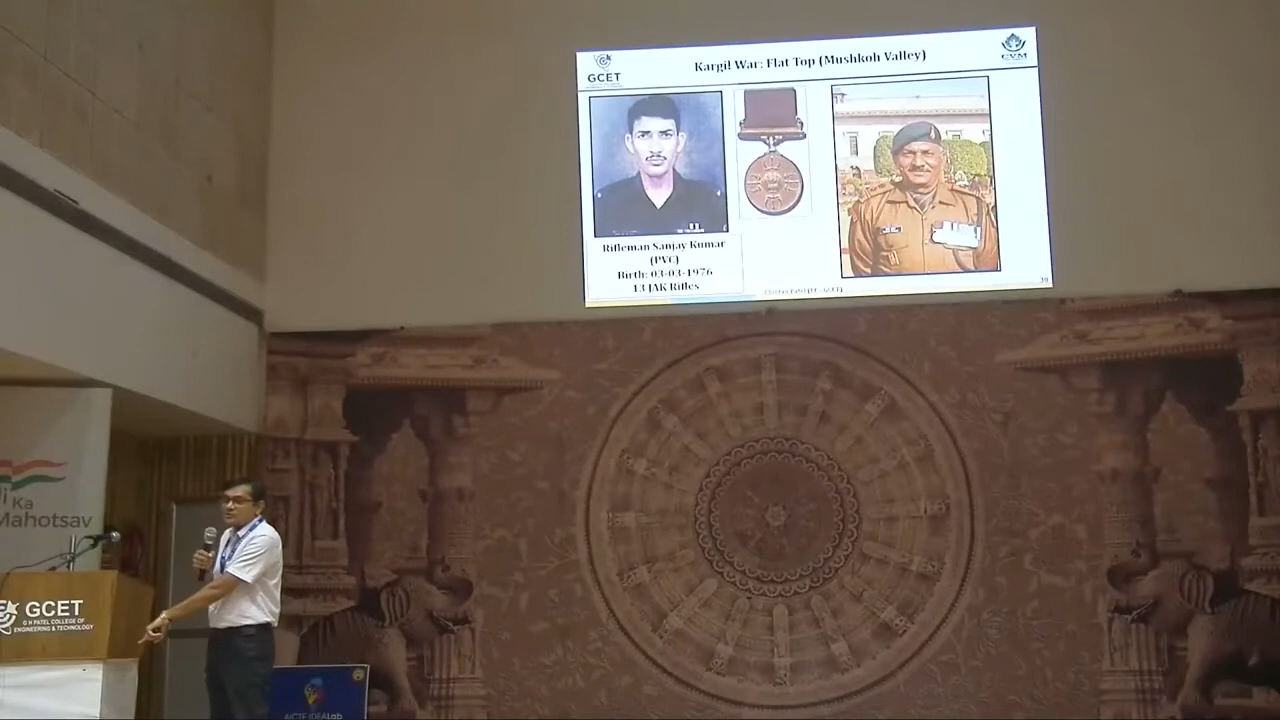 GCET
Kargil War: Flat Top (Mushkoh Valley)
CVM
Rifleman Sanjay Kumar
(PVC)
Birth: 03-03-1976
13 JAK Rifles
Ka
Mahotsav
GCET
G H PATEL COLLEGE OF
ENGINEERING & TECHNOLOGY
AICTE IDEALab